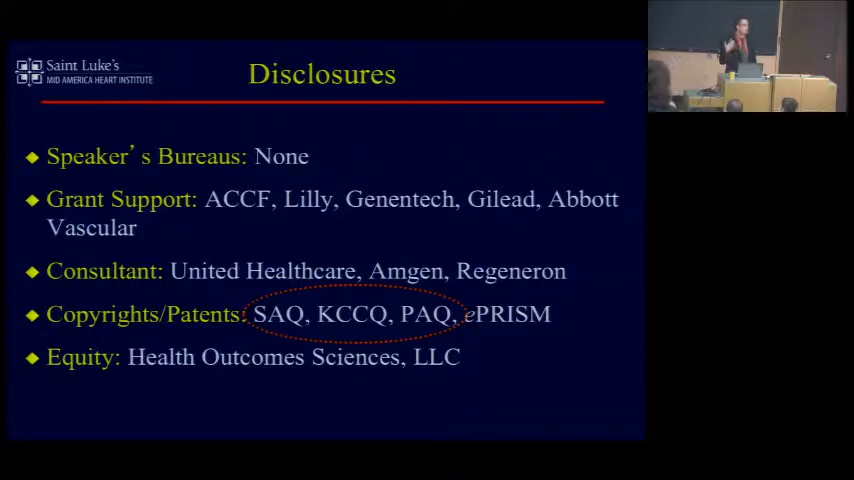 Saint Luke's
MID AMERICA HEART INSTITUTE
Disclosures
Speaker's Bureaus: None
Grant Support: ACCF, Lilly, Genentech, Gilead, Abbott
Vascular
Consultant: United Healthcare, Amgen, Regeneron
Copyrights/Patents: SAQ, KCCQ, PAQ, ePRISM
Equity: Health Outcomes Sciences, LLC